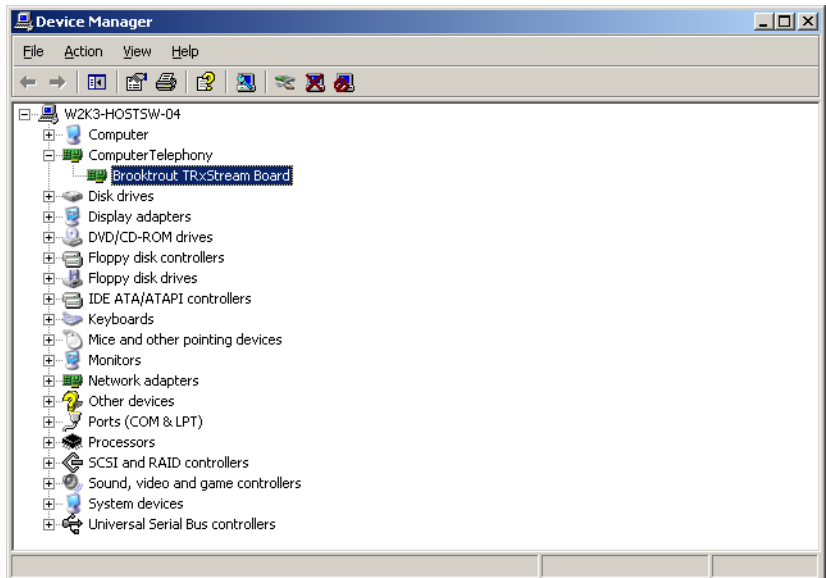 Device Manager
File Action View Help
W2K3-HOSTSW-04
Computer
ComputerTelephony
Brooktrout TRxStream Board
Disk drives
Display adapters
DVD/CD-ROM drives
Floppy disk controllers
Floppy disk drives
IDE ATA/ATAPI controllers
Keyboards
Mice and other pointing devices
Monitors
Network adapters
Other devices
Ports (COM & LPT)
Processors
SCSI and RAID controllers
Sound, video and game controllers
System devices
Universal Serial Bus controllers